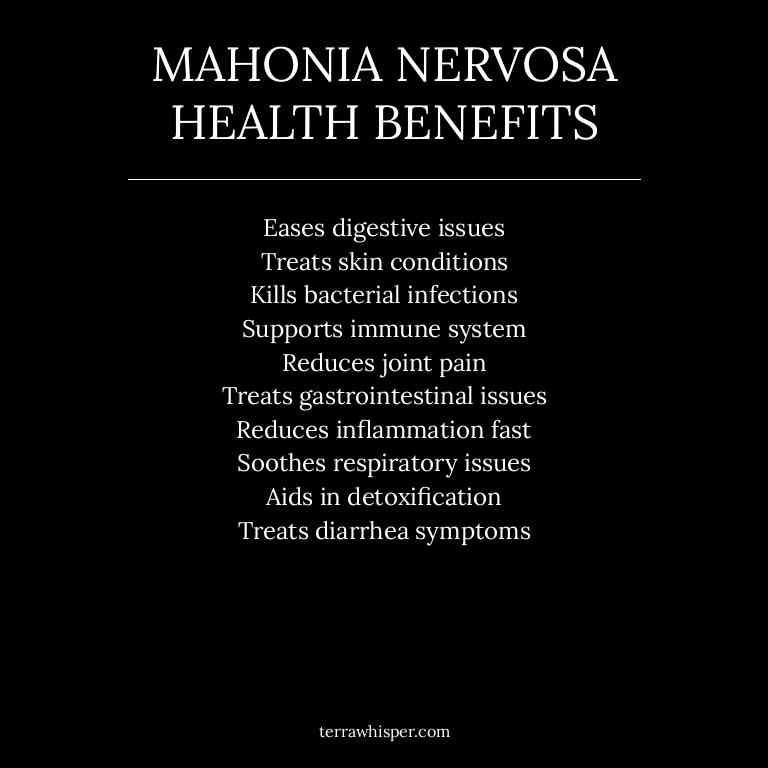 MAHONIA NERVOSA
HEALTH BENEFITS
Eases digestive issues
Treats skin conditions
Kills bacterial infections
Supports immune system
Reduces joint pain
Treats gastrointestinal issues
Reduces inflammation fast
Soothes respiratory issues
Aids in detoxification
Treats diarrhea symptoms
terrawhisper.com